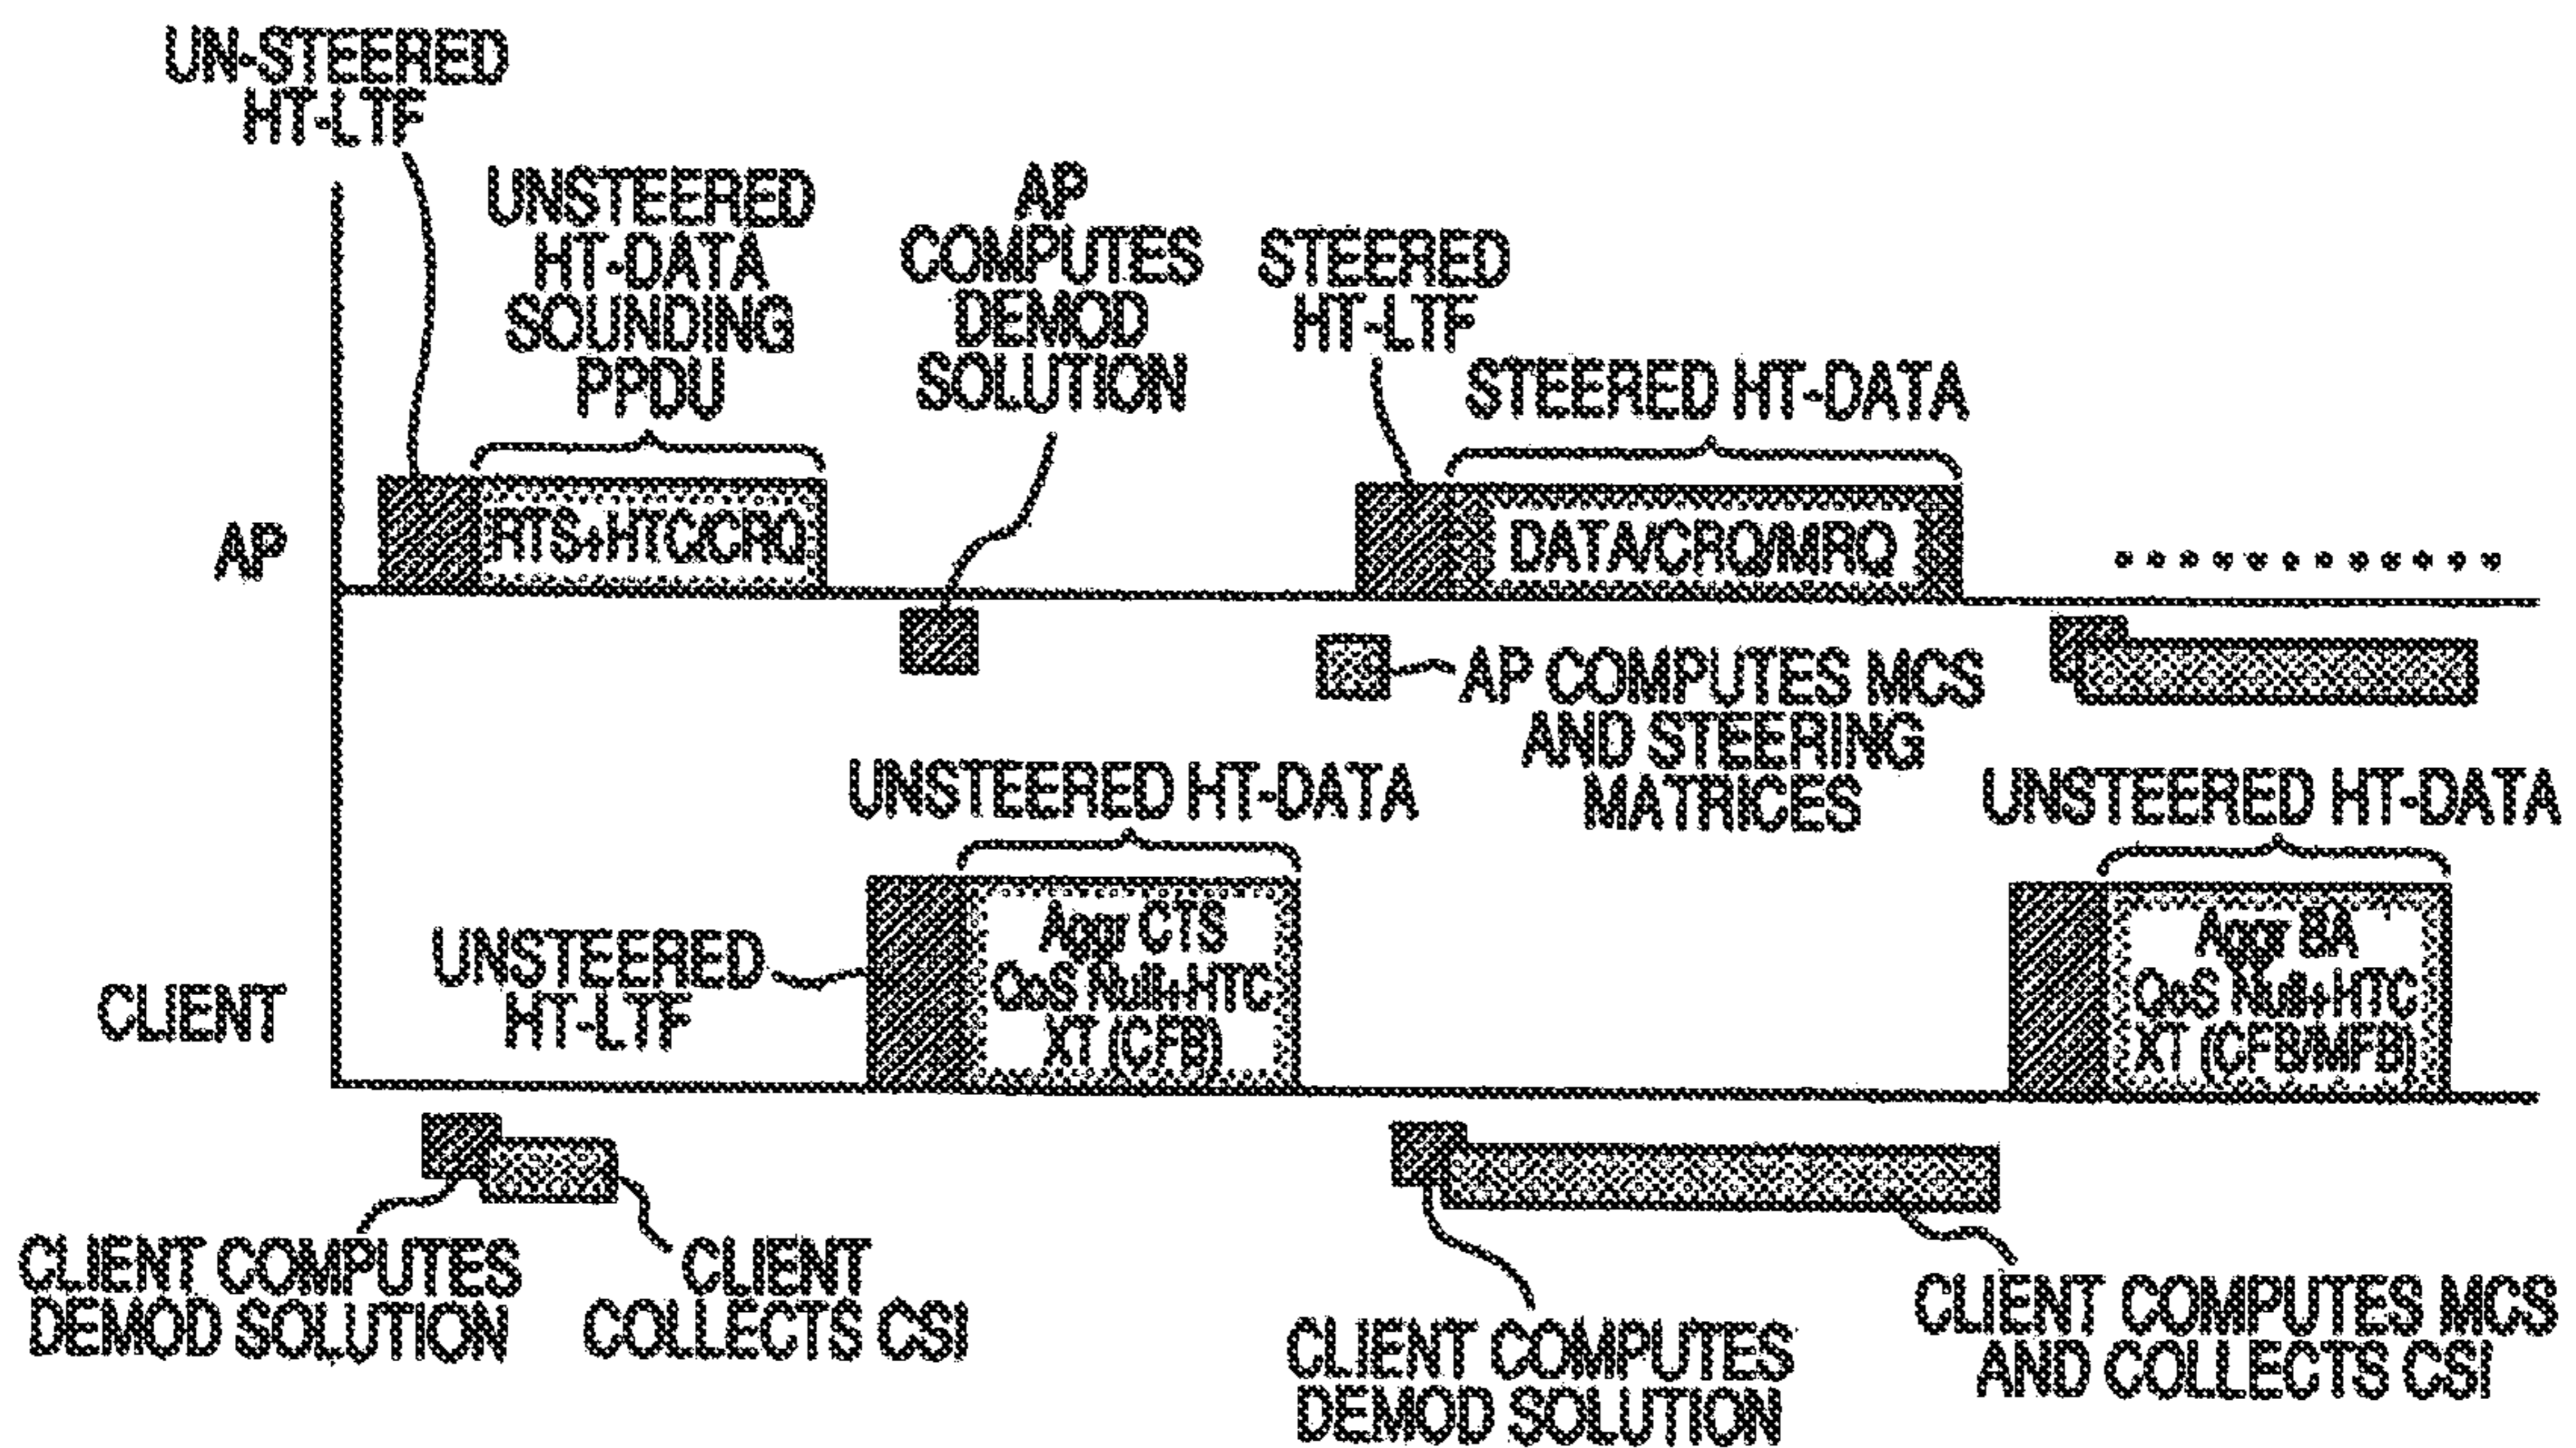 UN-STEERED
HT-LTF
UNSTEERED
HT-DATA
SOUNDING
PPDU
AP
COMPUTES
DEMOD
SOLUTION
STEERED
HT-LTF
STEERED HT-DATA
AP
RTS+HTC/CRQ
DATA/CRQ/MRQ
AP COMPUTES MCS
AND STEERING
MATRICES
UNSTEERED HT-DATA
UNSTEERED HT-DATA
CLIENT
UNSTEERED
HT-LTF
Aggr CTS
QoS Null+HTC
XT (CFB)
Aggr BA
QoS Null+HTC
XT (CFB/MFB)
CLIENT COMPUTES
DEMOD SOLUTION
CLIENT
COLLECTS CSI
CLIENT COMPUTES
DEMOD SOLUTION
CLIENT COMPUTES MCS
AND COLLECTS CSI